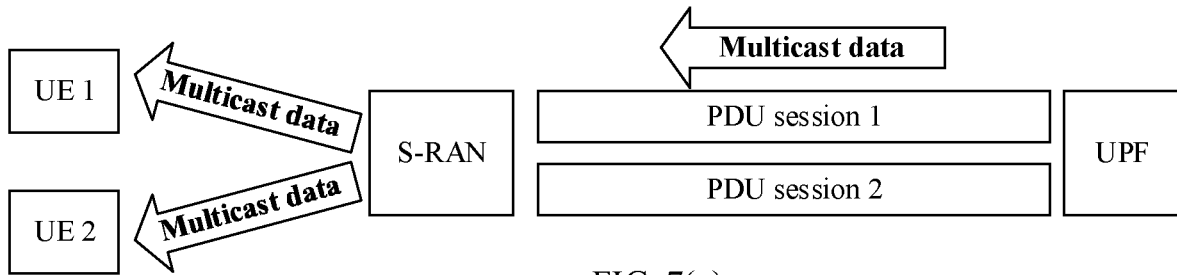 Multicast data
UE 1
Multicast data
PDU session 1
S-RAN
UPF
PDU session 2
Multicast data
UE 2